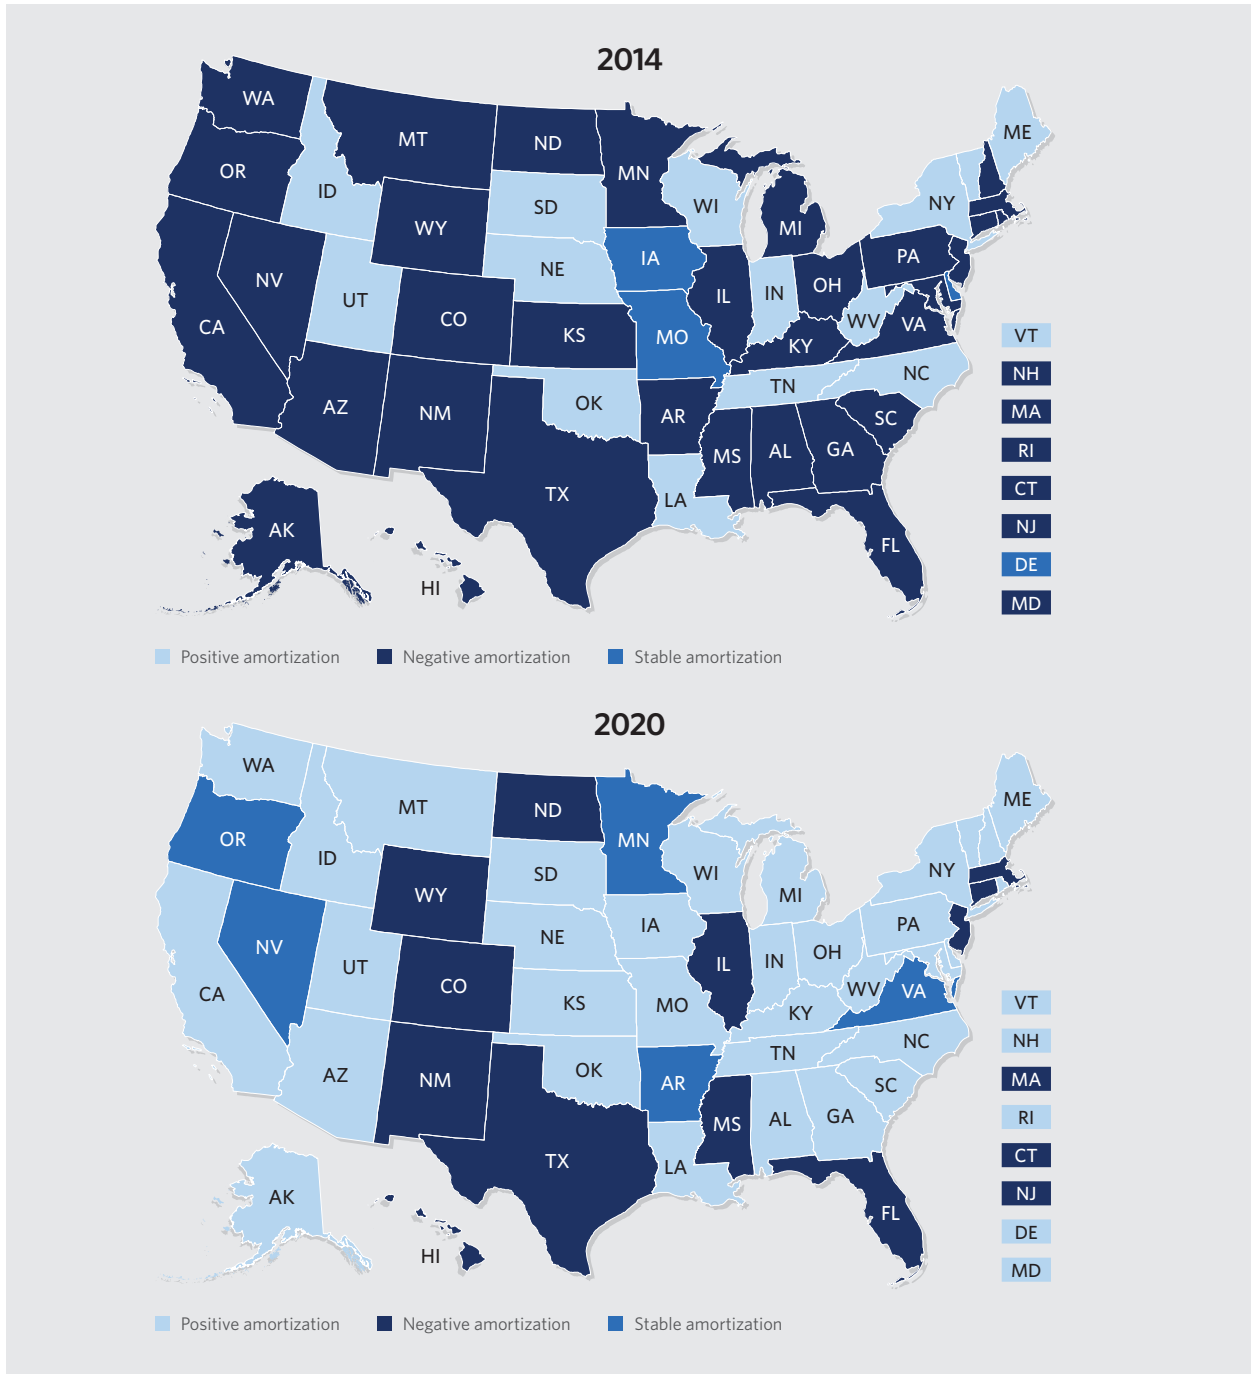 2014
WA
MT
ND
MN
ME
OR
ID
SD
WI
NY
WY
MI
IA
PA
NE
NV
UT
IL
IN
OH
CO
KS
MO
WV
VA
CA
KY
VT
NH
AZ
NM
OK
TN
NC
AR
SC
MA
MS
AL
GA
RI
TX
LA
CT
AK
NJ
FL
DE
HI
MD
Positive amortization
Negative amortization
Stable amortization
2020
WA
MT
ND
MN
ME
OR
ID
SD
WI
NY
WY
MI
IA
PA
NE
NV
UT
IL
IN
OH
CO
KS
MO
WV
VA
CA
KY
VT
NH
AZ
NM
OK
TN
NC
AR
SC
MA
MS
AL
GA
RI
TX
LA
CT
AK
NJ
FL
DE
HI
MD
Positive amortization
Negative amortization
Stable amortization